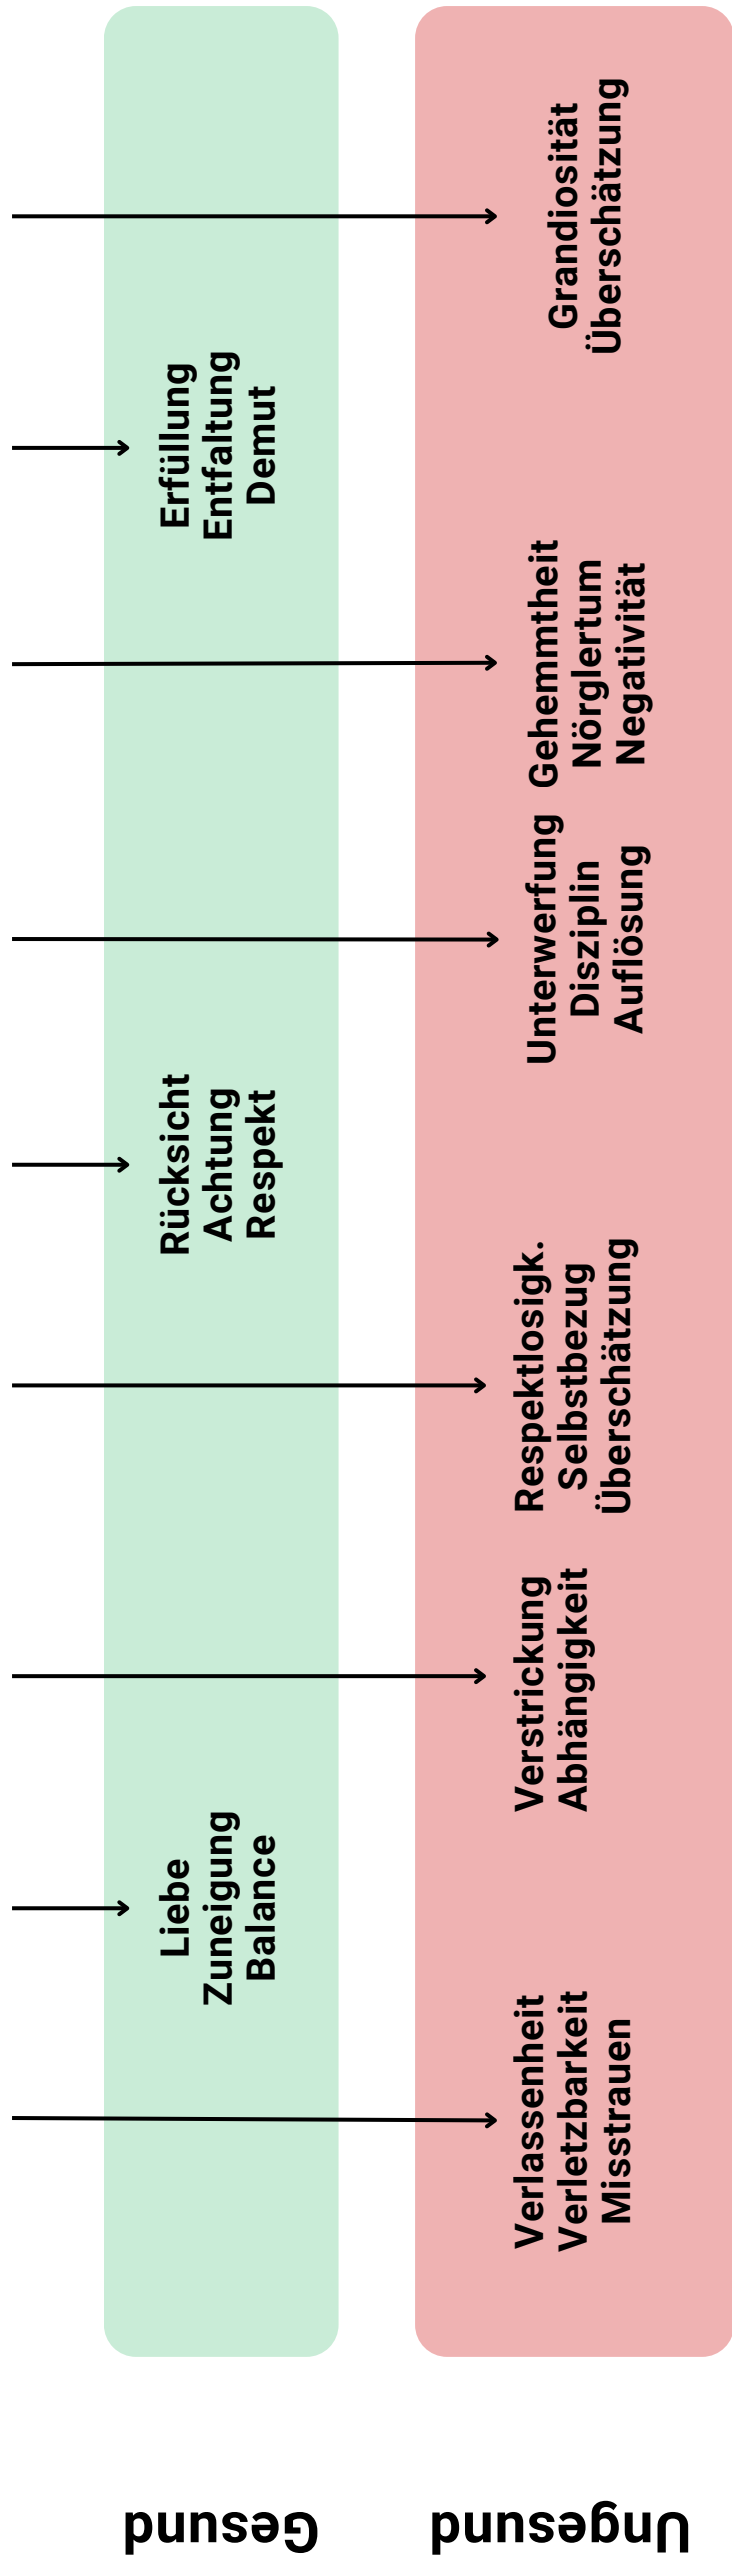 Gesund
Liebe
Zuneigung
Balance
Rücksicht
Achtung
Respekt
Erfüllung
Entfaltung
Demut
Ungesund
Verlassenheit
Verletzbarkeit
Misstrauen
Verstrickung
Abhängigkeit
Respektlosigk.
Selbstbezug
Überschätzung
Unterwerfung
Disziplin
Auflösung
Gehemmtheit
Nörglertum
Negativität
Grandiosität
Überschätzung